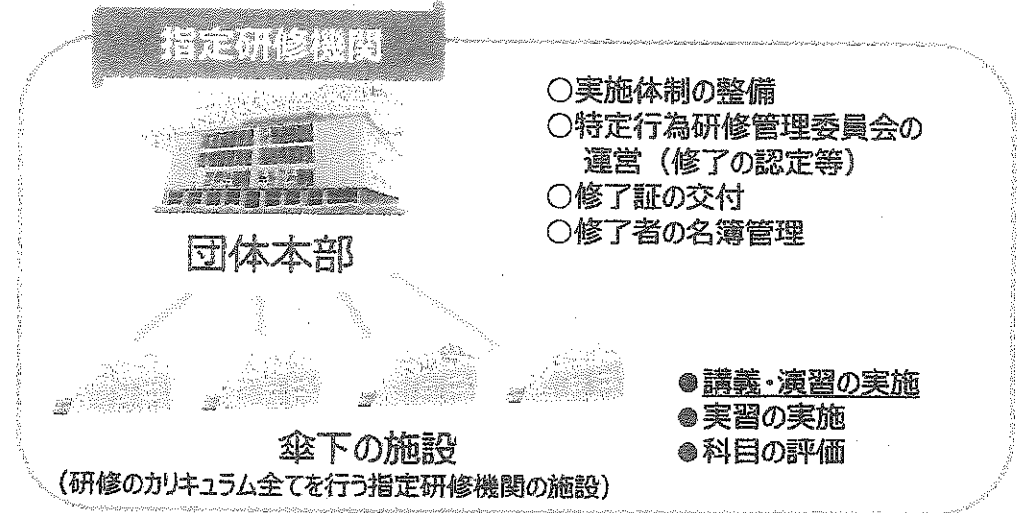 指定研修機関
○実施体制の整備
○特定行為研修管理委員会の
運営（修了の認定等）
○修了証の交付
○修了者の名簿管理
団体本部
●講義・演習の実施
●実習の実施
●科目の評価
傘下の施設
（研修のカリキュラム全てを行う指定研修機関の施設）